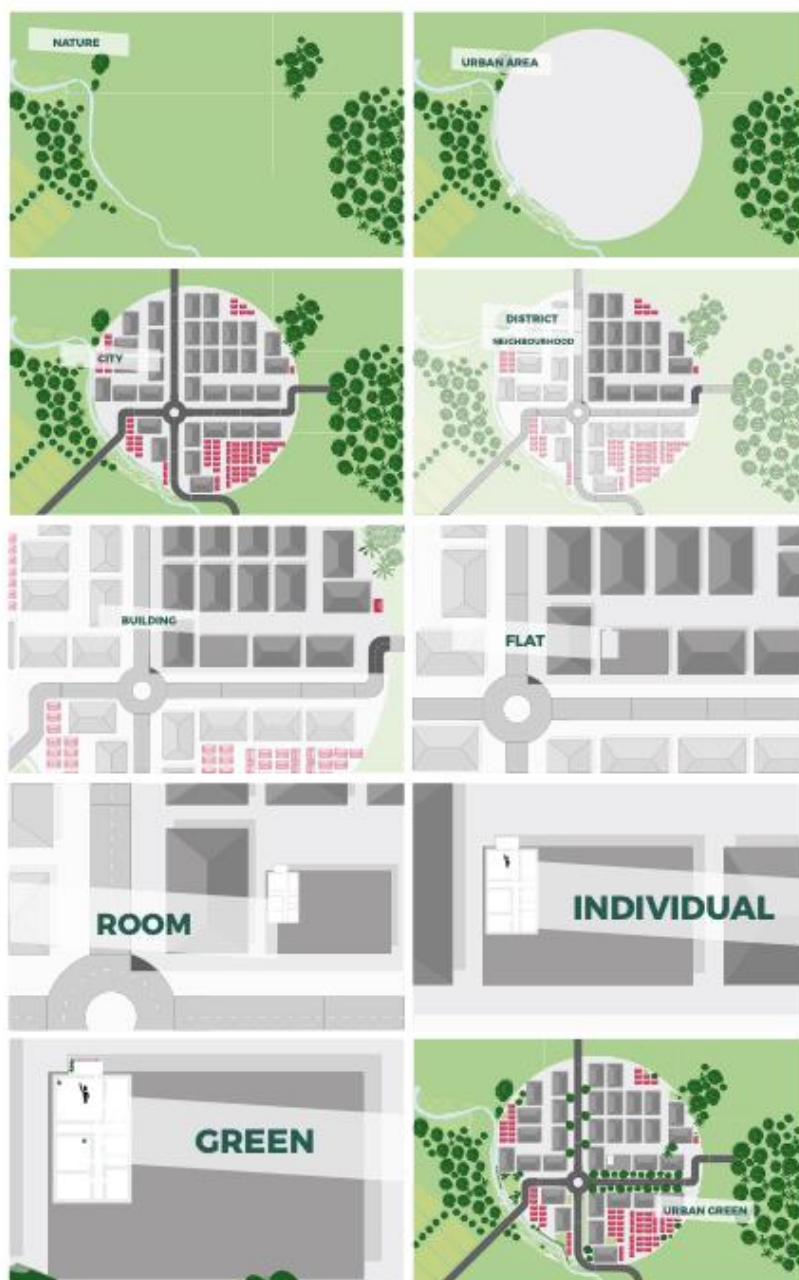 NATURE
URBAN AREA
CITY
DISTRICT
NEIGHBOURHOOD
BUILDING
FLAT
ROOM
INDIVIDUAL
GREEN
URBAN GREEN